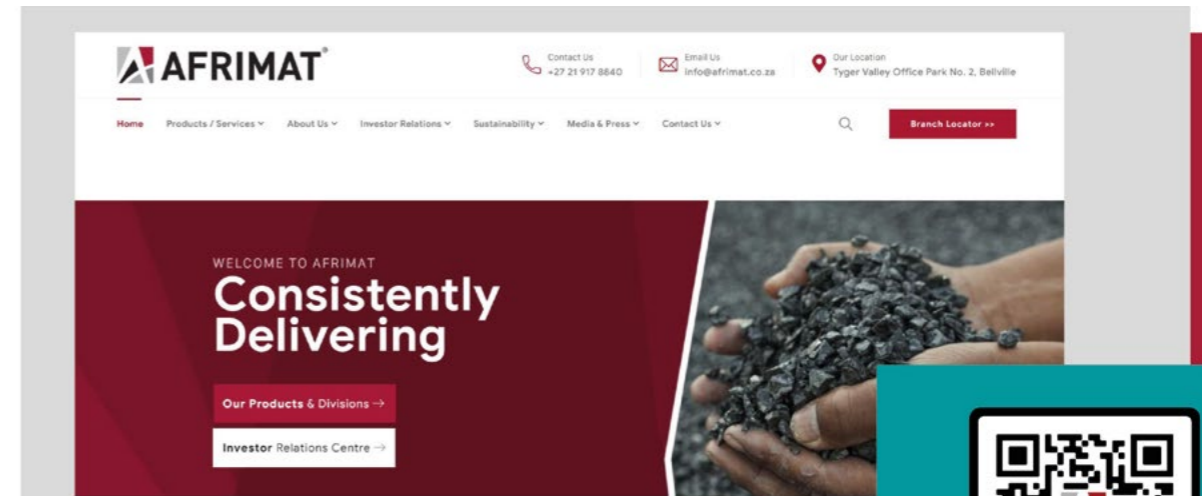 AFRIMAT®
Contact Us
+27 21 917 8840
Email Us
info@afrimat.co.za
Our Location
Tyger Valley Office Park No. 2, Bellville
Home Products / Services About Us Investor Relations Sustainability Media & Press Contact Us Branch Locator >>
WELCOME TO AFRIMAT
Consistently
Delivering
Our Products & Divisions →
Investor Relations Centre →